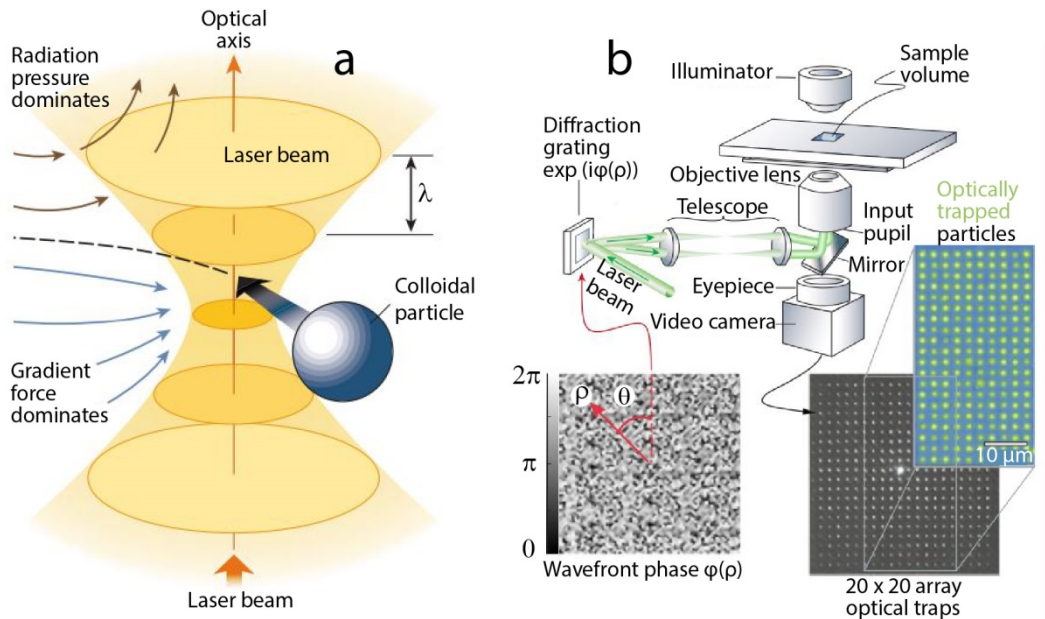 a
Optical
axis
Radiation
pressure
dominates
Laser beam
λ
Colloidal
particle
Gradient
force
dominates
Laser beam
b
Illuminator
Sample
volume
Diffraction
grating
exp (iφ(ρ))
Objective lens
Telescope
Input
pupil
Mirror
Laser
beam
Eyepiece
Video camera
Optically
trapped
particles
10 μm
2π
π
0
ρ
θ
Wavefront phase φ(ρ)
20 x 20 array
optical traps